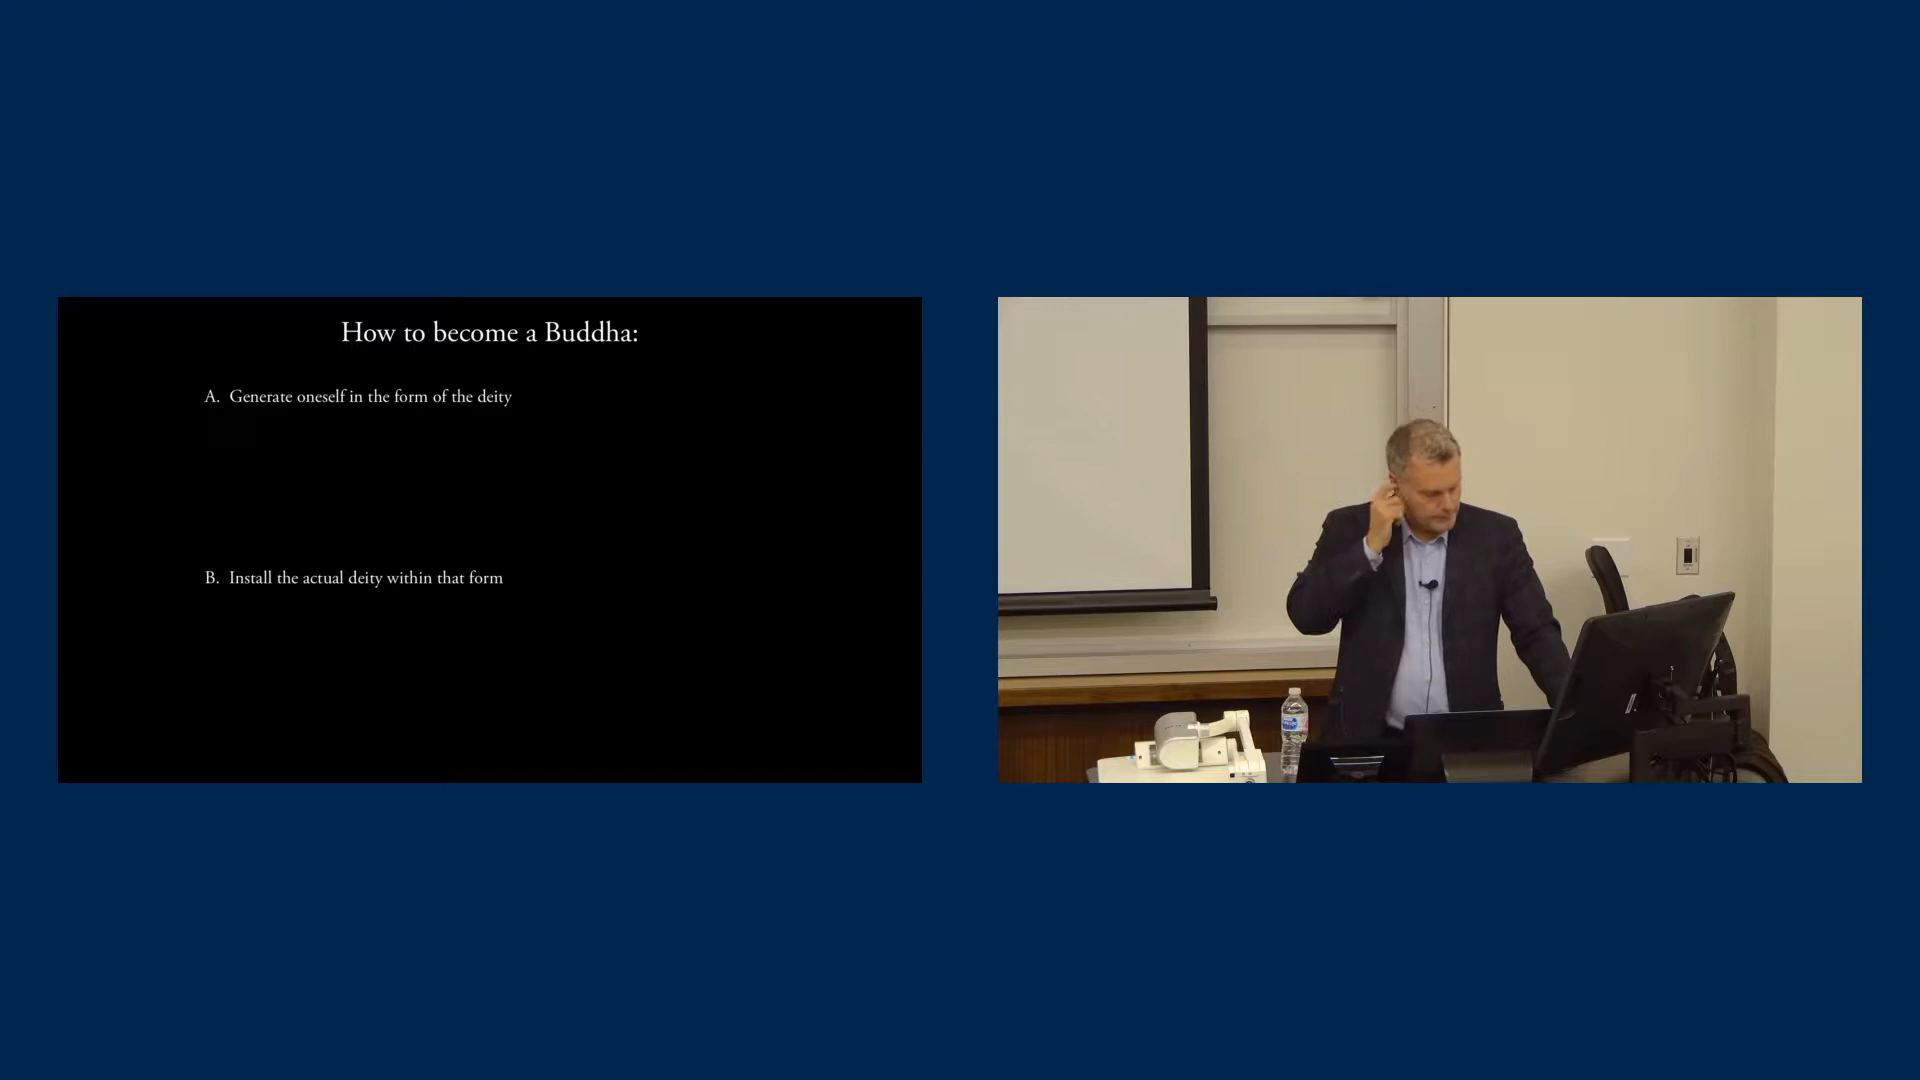 How to become a Buddha:
A. Generate oneself in the form of the deity
B. Install the actual deity within that form